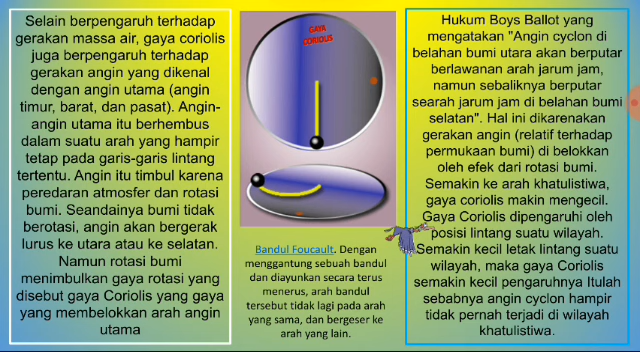 Selain berpengaruh terhadap
gerakan massa air, gaya coriolis
juga berpengaruh terhadap
gerakan angin yang dikenal
dengan angin utama (angin
timur, barat, dan pasat). Angin-
angin utama itu berhembus
dalam suatu arah yang hampir
tetap pada garis-garis lintang
tertentu. Angin itu timbul karena
peredaran atmosfer dan rotasi
bumi. Seandainya bumi tidak
berotasi, angin akan bergerak
lurus ke utara atau ke selatan.
Namun rotasi bumi
menimbulkan gaya rotasi yang
disebut gaya Coriolis yang gaya
yang membelokkan arah angin
utama
GAYA
CORIOLIS
Bandul Foucault. Dengan
menggantung sebuah bandul
dan diayunkan secara terus
menerus, arah bandul
tersebut tidak lagi pada arah
yang sama, dan bergeser ke
arah yang lain.
Hukum Boys Ballot yang
mengatakan "Angin cyclon di
belahan bumi utara akan berputar
berlawanan arah jarum jam,
namun sebaliknya berputar
searah jarum jam di belahan bumi
selatan". Hal ini dikarenakan
gerakan angin (relatif terhadap
permukaan bumi) di belokkan
oleh efek dari rotasi bumi.
Semakin ke arah khatulistiwa,
gaya coriolis makin mengecil.
Gaya Coriolis dipengaruhi oleh
posisi lintang suatu wilayah.
Semakin kecil letak lintang suatu
wilayah, maka gaya Coriolis
semakin kecil pengaruhnya Itulah
sebabnya angin cyclon hampir
tidak pernah terjadi di wilayah
khatulistiwa.